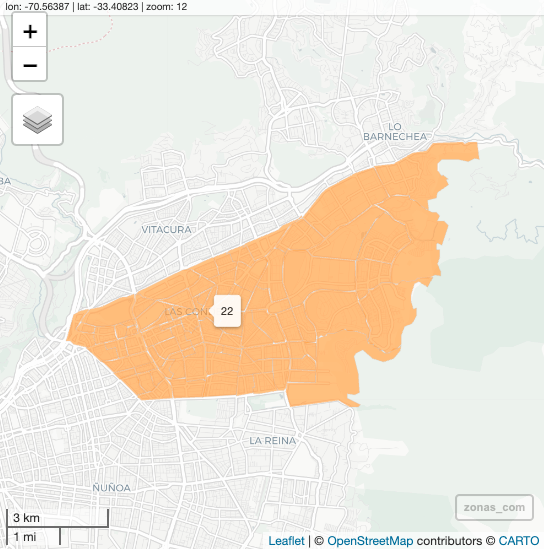 lon: -70.56387 | lat: -33.40823 | zoom: 12
+
−
LO
BARNECHEA
BA
VITACURA
LAS CON
22
LA REINA
ÑUÑOA
zonas_com
3 km
1 mi
Leaflet | © OpenStreetMap contributors © CARTO